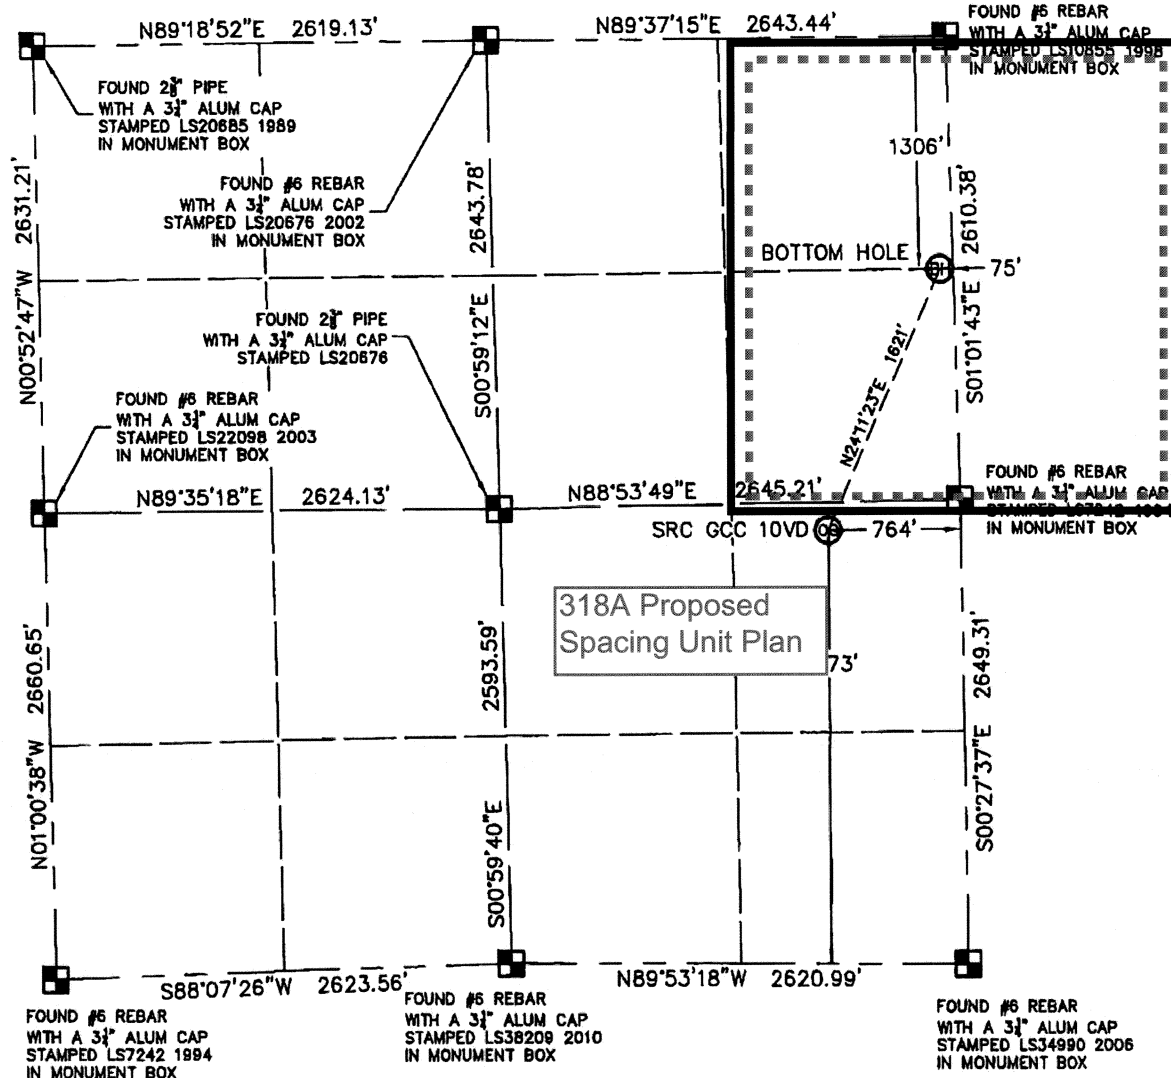 N89°18'52"E 2619.13'
N89°37'15"E 2643.44'
FOUND #6 REBAR
WITH A 3¼" ALUM CAP
STAMPED LS10855 1998
IN MONUMENT BOX
FOUND 2⅜" PIPE
WITH A 3¼" ALUM CAP
STAMPED LS20685 1989
IN MONUMENT BOX
1306'
FOUND #6 REBAR
WITH A 3¼" ALUM CAP
STAMPED LS20676 2002
IN MONUMENT BOX
N00°52'47"W 2631.21'
2643.78'
S00°59'12"E
2610.38'
S01°01'43"E
BOTTOM HOLE
75'
FOUND 2⅜" PIPE
WITH A 3¼" ALUM CAP
STAMPED LS20676
N24°11'23"E 1621'
FOUND #6 REBAR
WITH A 3¼" ALUM CAP
STAMPED LS22098 2003
IN MONUMENT BOX
N89°35'18"E 2624.13'
N88°53'49"E 2645.21'
FOUND #6 REBAR
WITH A 3¼" ALUM CAP
STAMPED
IN MONUMENT BOX
SRC GCC 10VD
764'
318A Proposed
Spacing Unit Plan
73'
N01°00'38"W 2660.65'
2593.59'
S00°59'40"E
2649.31'
S00°27'37"E
S88°07'26"W 2623.56'
N89°53'18"W 2620.99'
FOUND #6 REBAR
WITH A 3¼" ALUM CAP
STAMPED LS7242 1994
IN MONUMENT BOX
FOUND #6 REBAR
WITH A 3¼" ALUM CAP
STAMPED LS38209 2010
IN MONUMENT BOX
FOUND #6 REBAR
WITH A 3¼" ALUM CAP
STAMPED LS34990 2006
IN MONUMENT BOX